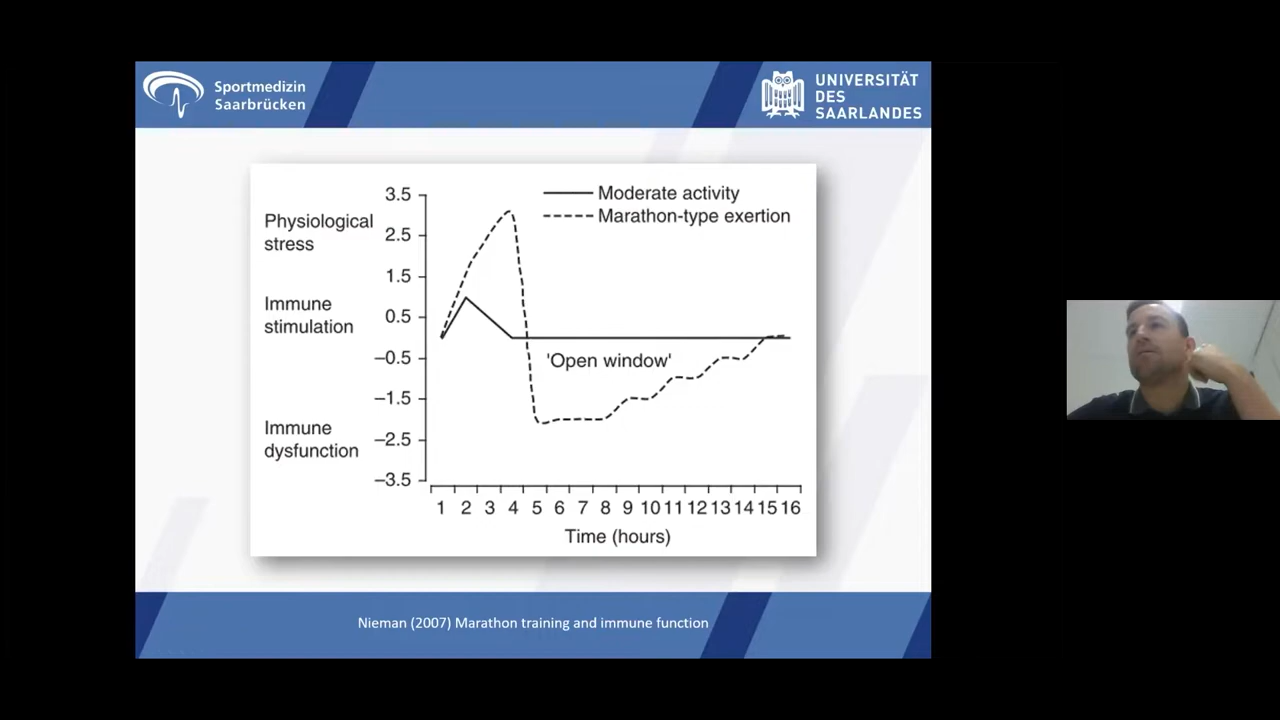 Sportmedizin
Saarbrücken
UNIVERSITÄT
DES
SAARLANDES
Moderate activity
Marathon-type exertion
Physiological
stress
Immune
stimulation
Immune
dysfunction
3.5
2.5
1.5
0.5
–0.5
–1.5
–2.5
–3.5
'Open window'
1 2 3 4 5 6 7 8 9 10 11 12 13 14 15 16
Time (hours)
Nieman (2007) Marathon training and immune function